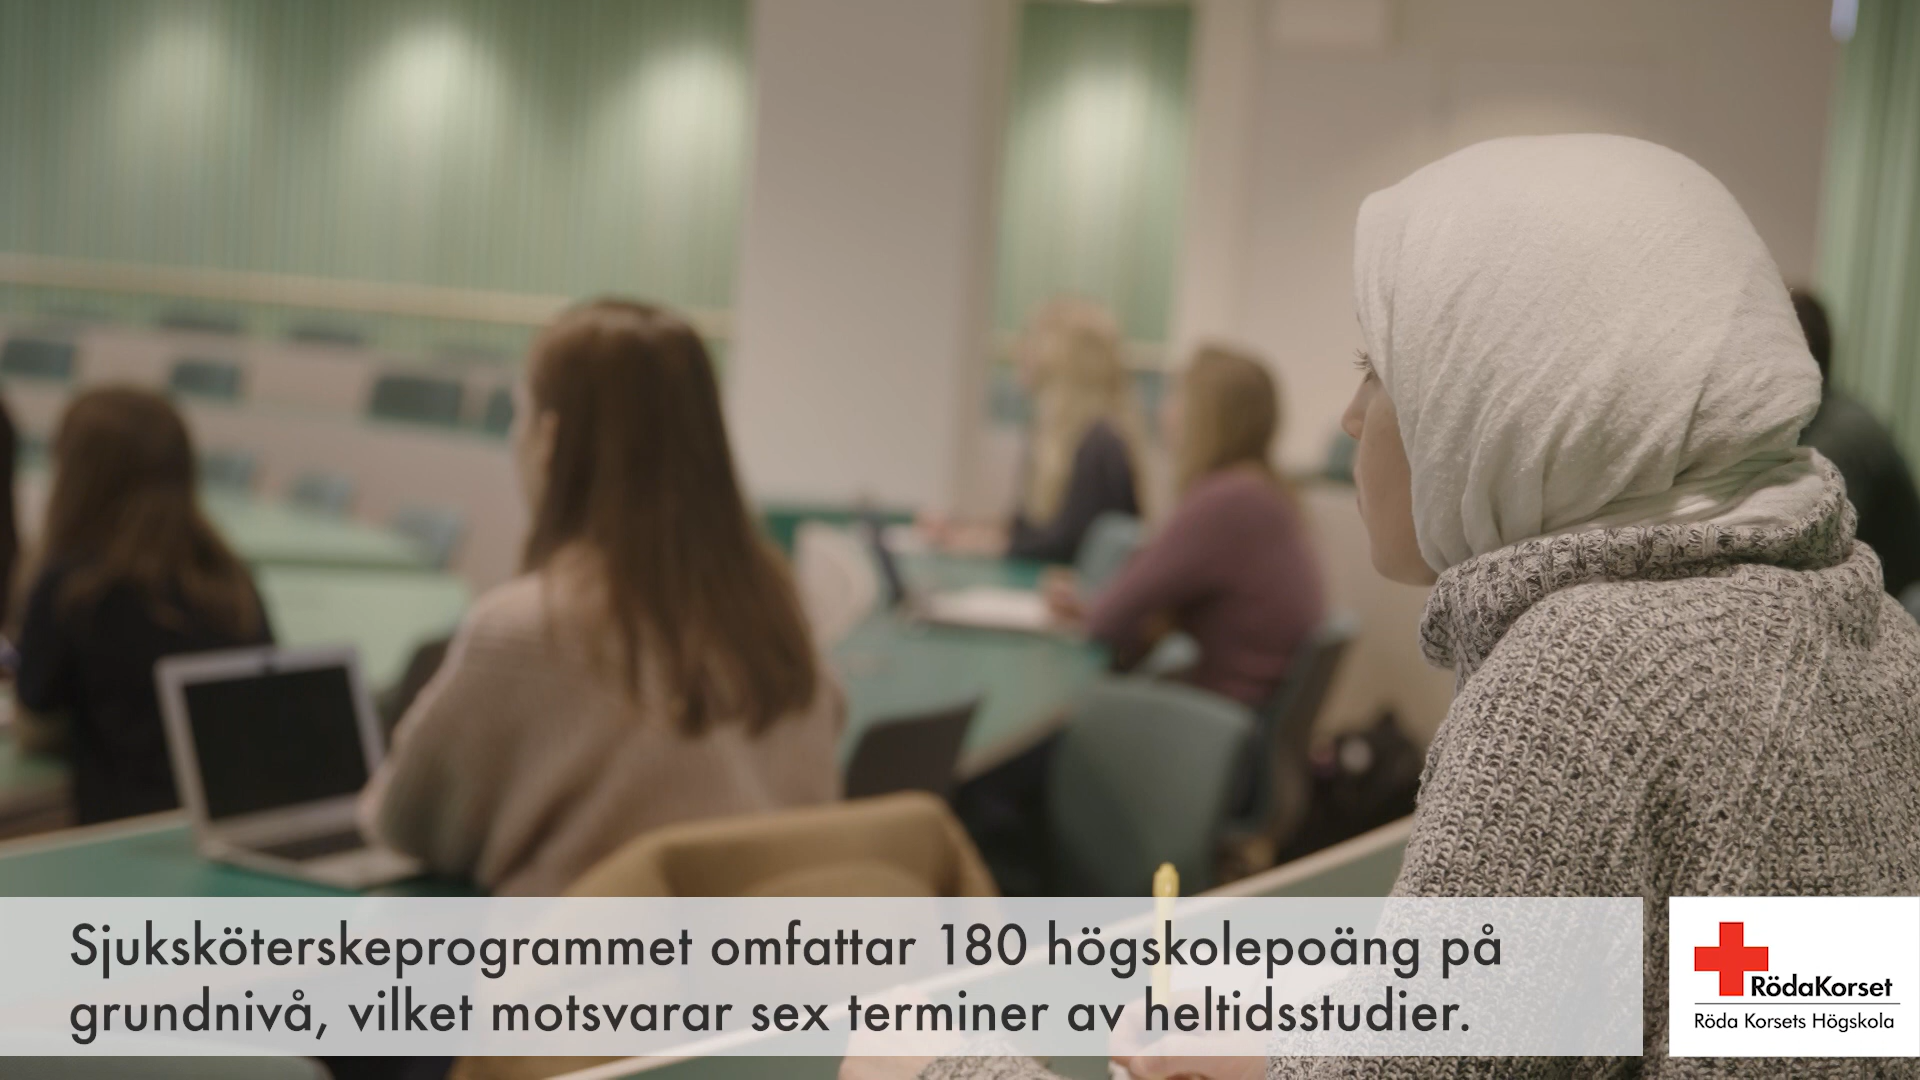 Sjuksköterskeprogrammet omfattar 180 högskolepoäng på
grundnivå, vilket motsvarar sex terminer av heltidsstudier.
RödaKorset
Röda Korsets Högskola